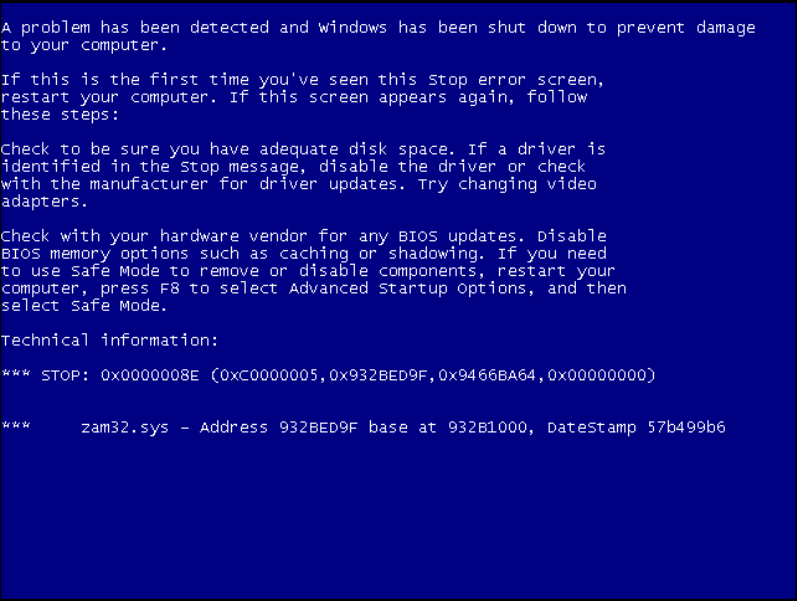 A problem has been detected and Windows has been shut down to prevent damage
to your computer.
If this is the first time you've seen this Stop error screen,
restart your computer. If this screen appears again, follow
these steps:
Check to be sure you have adequate disk space. If a driver is
identified in the Stop message, disable the driver or check
with the manufacturer for driver updates. Try changing video
adapters.
Check with your hardware vendor for any BIOS updates. Disable
BIOS memory options such as caching or shadowing. If you need
to use Safe Mode to remove or disable components, restart your
computer, press F8 to select Advanced Startup Options, and then
select Safe Mode.
Technical information:
*** STOP: 0x0000008E (0xC0000005,0x932BED9F,0x9466BA64,0x00000000)
*** zam32.sys – Address 932BED9F base at 932B1000, DateStamp 57b499b6